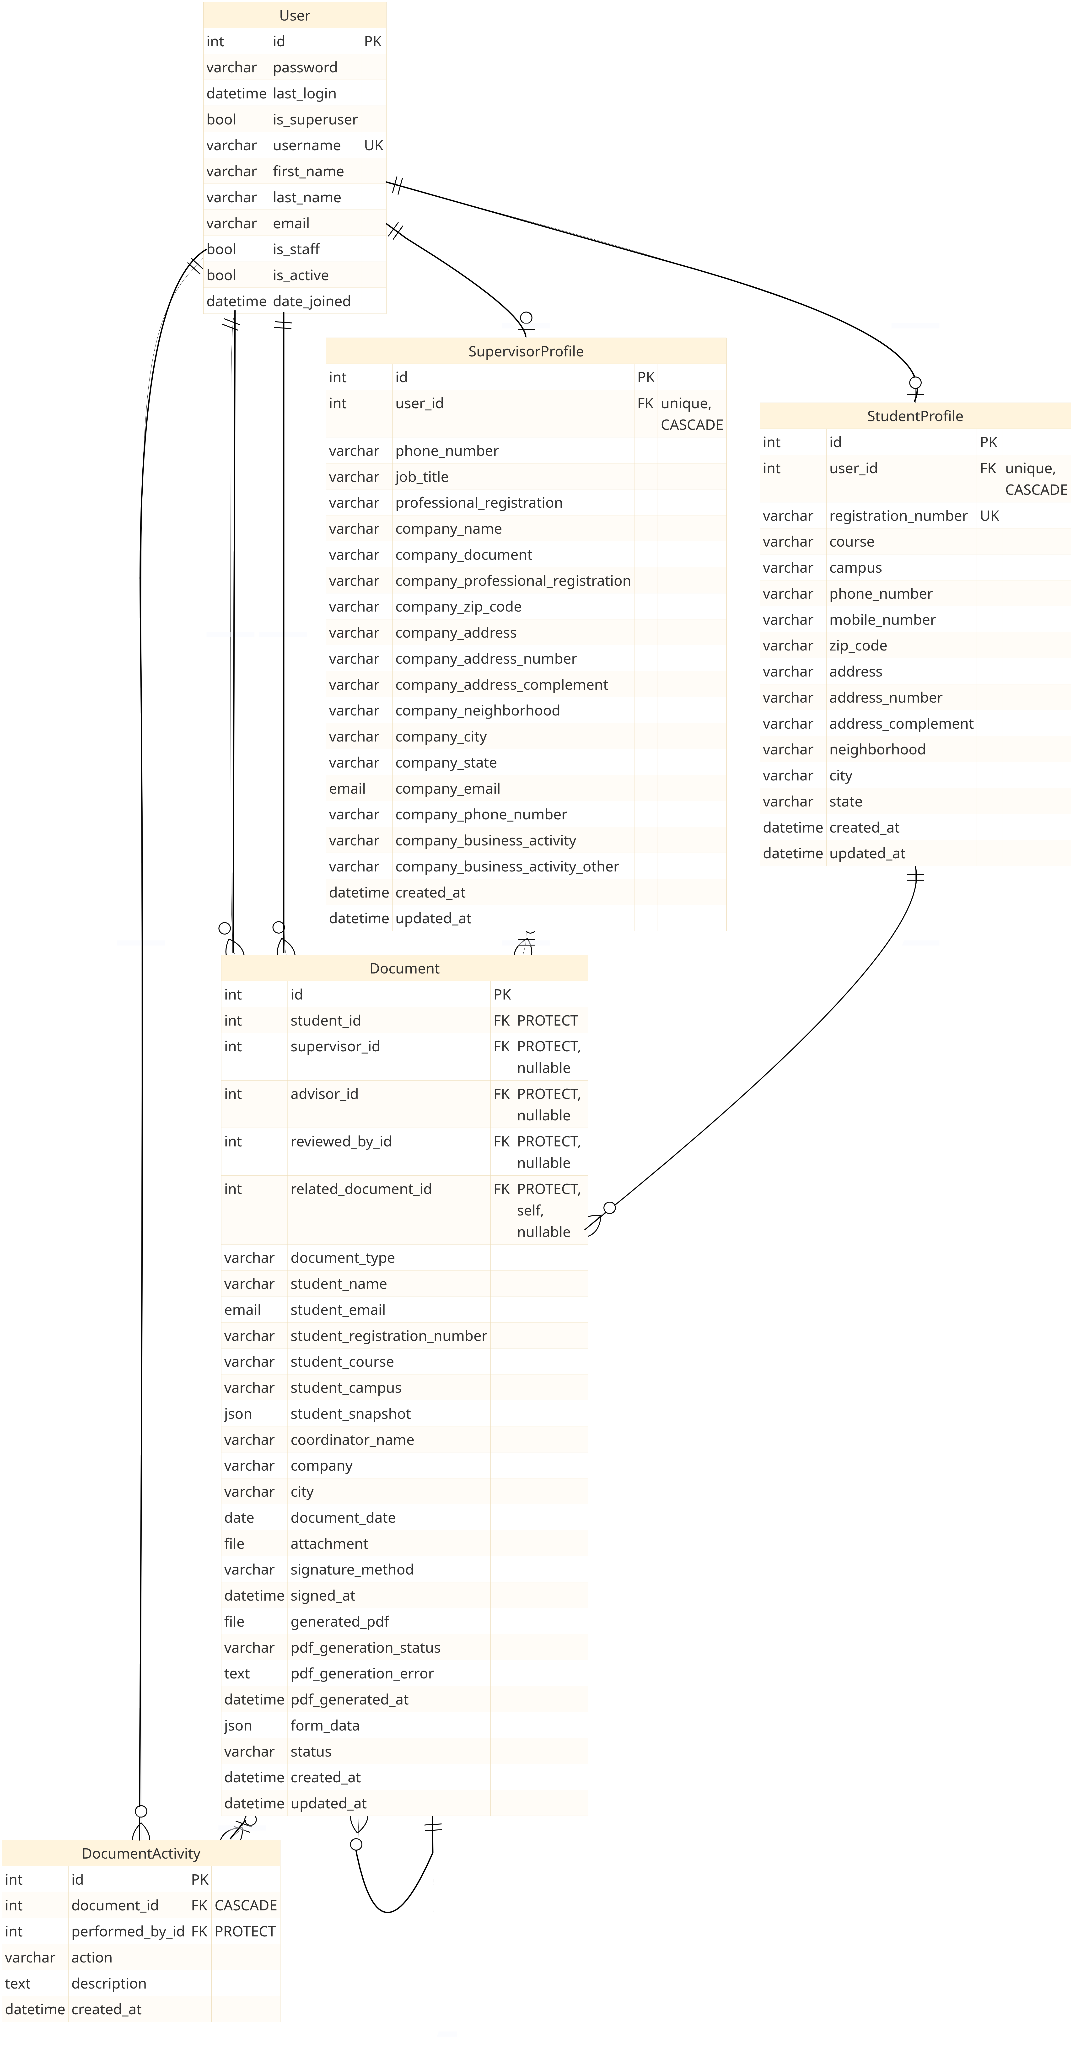 User
int id PK
varchar password
datetime last_login
bool is_superuser
varchar username UK
varchar first_name
varchar last_name
varchar email
bool is_staff
bool is_active
datetime date_joined
SupervisorProfile
int id PK
int user_id FK unique,
CASCADE
varchar phone_number
varchar job_title
varchar professional_registration
varchar company_name
varchar company_document
varchar company_professional_registration
varchar company_zip_code
varchar company_address
varchar company_address_number
varchar company_address_complement
varchar company_neighborhood
varchar company_city
varchar company_state
email company_email
varchar company_phone_number
varchar company_business_activity
varchar company_business_activity_other
datetime created_at
datetime updated_at
StudentProfile
int id PK
int user_id FK unique,
CASCADE
varchar registration_number UK
varchar course
varchar campus
varchar phone_number
varchar mobile_number
varchar zip_code
varchar address
varchar address_number
varchar address_complement
varchar neighborhood
varchar city
varchar state
datetime created_at
datetime updated_at
Document
int id PK
int student_id FK PROTECT
int supervisor_id FK PROTECT,
nullable
int advisor_id FK PROTECT,
nullable
int reviewed_by_id FK PROTECT,
nullable
int related_document_id FK PROTECT,
self,
nullable
varchar document_type
varchar student_name
email student_email
varchar student_registration_number
varchar student_course
varchar student_campus
json student_snapshot
varchar coordinator_name
varchar company
varchar city
date document_date
file attachment
varchar signature_method
datetime signed_at
file generated_pdf
varchar pdf_generation_status
text pdf_generation_error
datetime pdf_generated_at
json form_data
varchar status
datetime created_at
datetime updated_at
DocumentActivity
int id PK
int document_id FK CASCADE
int performed_by_id FK PROTECT
varchar action
text description
datetime created_at